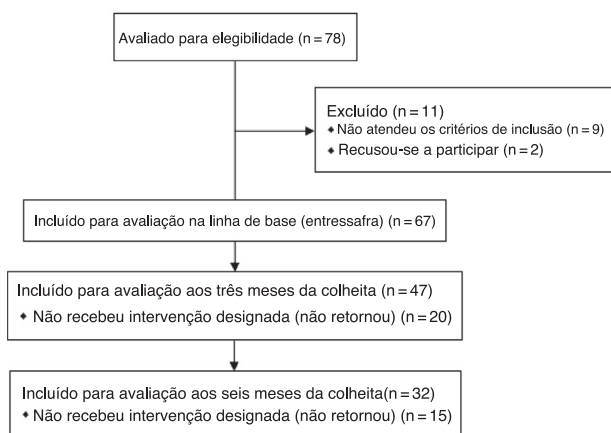 Avaliado para elegibilidade (n = 78)
Excluído (n = 11)
♦ Não atendeu os critérios de inclusão (n = 9)
♦ Recusou-se a participar (n = 2)
Incluído para avaliação na linha de base (entressafra) (n = 67)
Incluído para avaliação aos três meses da colheita (n = 47)
♦ Não recebeu intervenção designada (não retornou) (n = 20)
Incluído para avaliação aos seis meses da colheita(n = 32)
♦ Não recebeu intervenção designada (não retornou) (n = 15)